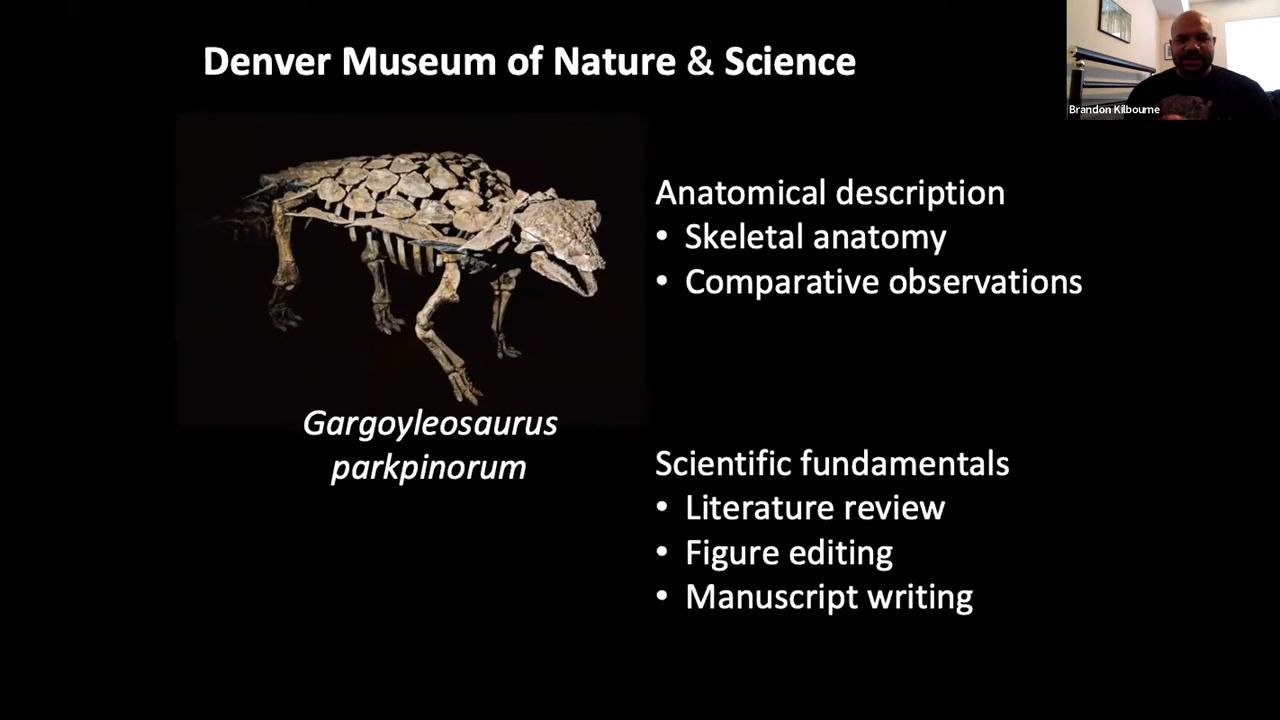 Denver Museum of Nature & Science
Brandon Kilbourne
Anatomical description
• Skeletal anatomy
• Comparative observations
Gargoyleosaurus
parkpinorum
Scientific fundamentals
• Literature review
• Figure editing
• Manuscript writing